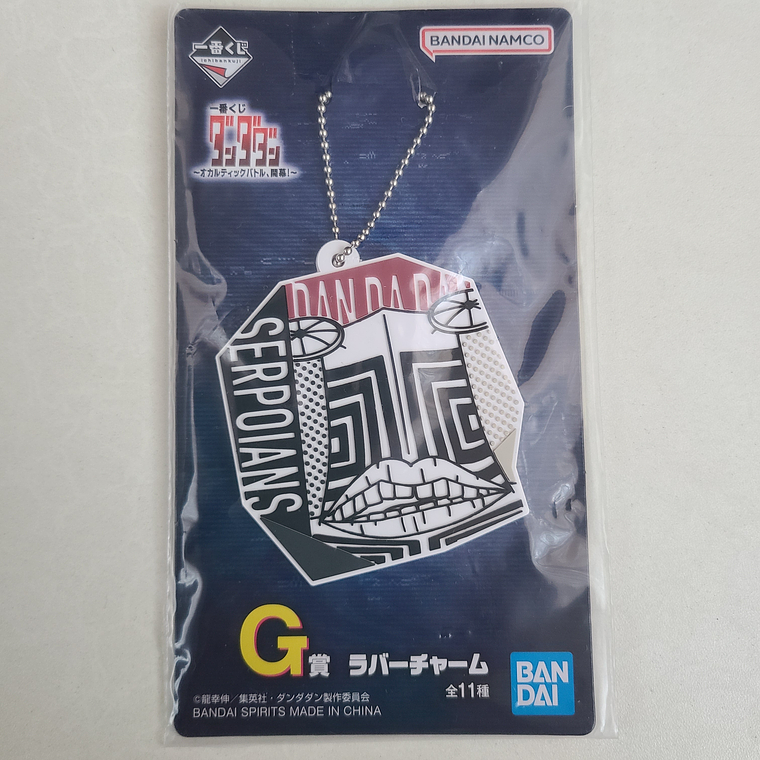 一番くじ
ichibankuji
BANDAI NAMCO
一番くじ
ダンダダン
～オカルティックバトル、開幕!～
DAN DA DAN
SERPOIANS
G賞 ラバーチャーム
全11種
BAN
DAI
©龍幸伸／集英社・ダンダダン製作委員会
BANDAI SPIRITS MADE IN CHINA